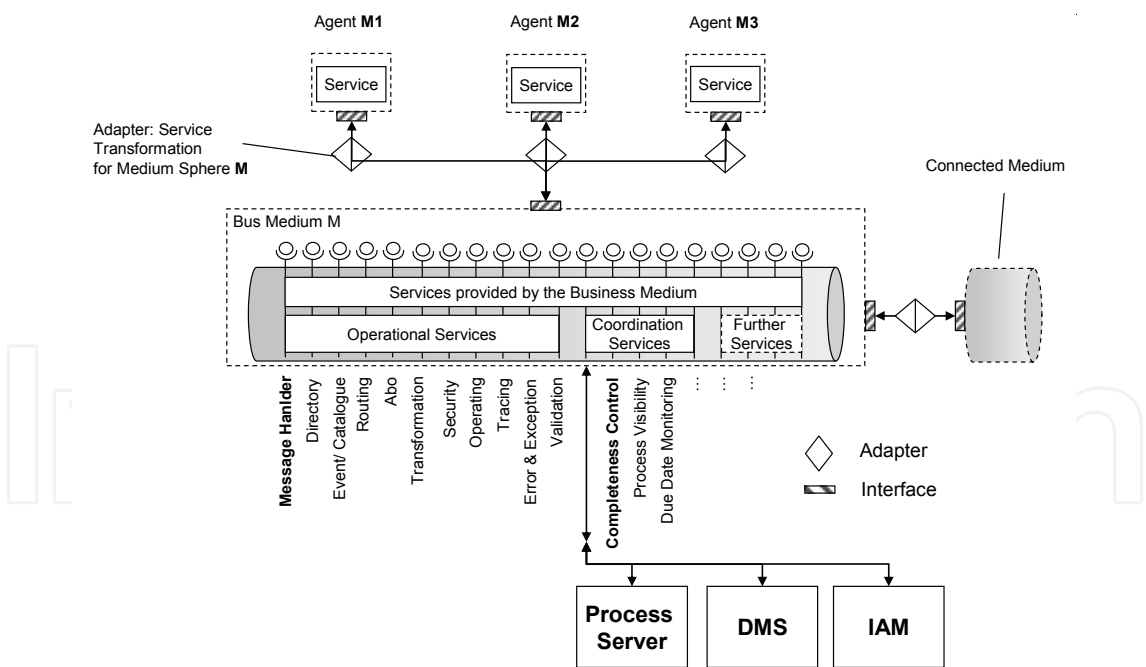 Agent M1
Agent M2
Agent M3
Service
Service
Service
Adapter: Service
Transformation
for Medium Sphere M
Connected Medium
Bus Medium M
Services provided by the Business Medium
Operational Services
Coordination
Services
Further
Services
Message Hanlder
Directory
Event/ Catalogue
Routing
Abo
Transformation
Security
Operating
Tracing
Error & Exception
Validation
Completeness Control
Process Visibility
Due Date Monitoring
...
...
...
Adapter
Interface
Process
Server
DMS
IAM